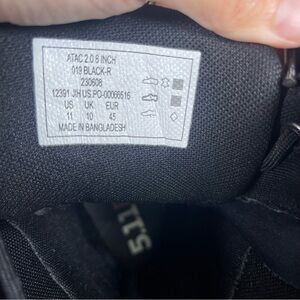 ATAC 2.0 8 INCH
019 BLACK-R
230608
12391 JH US.PO-00066516
US UK EUR
11 10 45
MADE IN BANGLADESH
5.11